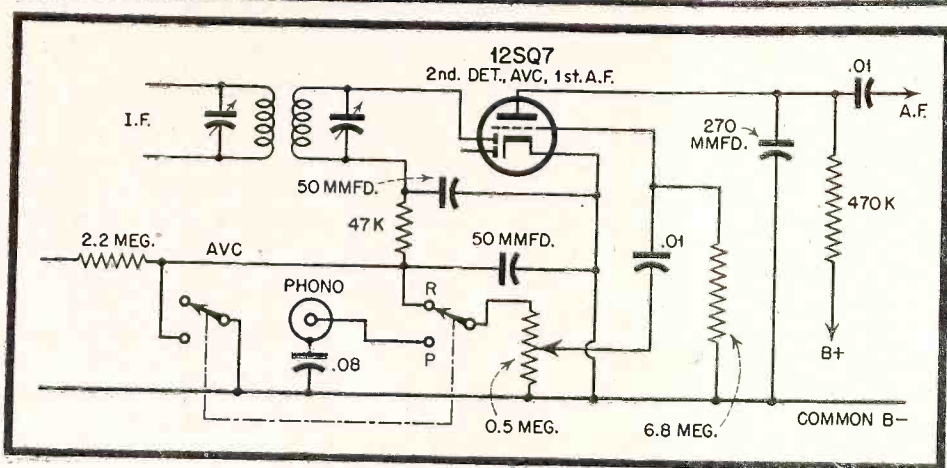 12SQ7
2nd. DET., AVC, 1st. A.F.
.01
A.F.
I.F.
270
MMFD.
50 MMFD.
470K
47K
50 MMFD.
.01
2.2 MEG.
AVC
PHONO
R
P
.08
B+
0.5 MEG.
6.8 MEG.
COMMON B-